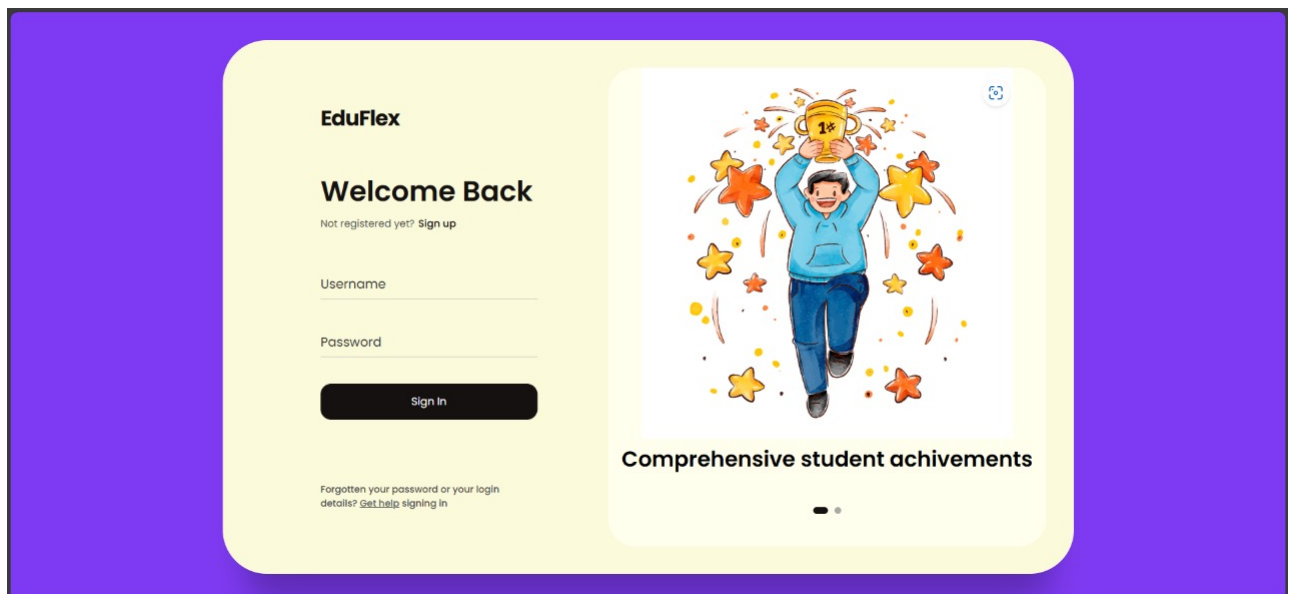 EduFlex
Welcome Back
Not registered yet? Sign up
Username
Password
Sign In
Forgotten your password or your login
details? Get help signing in
1#
Comprehensive student achivements